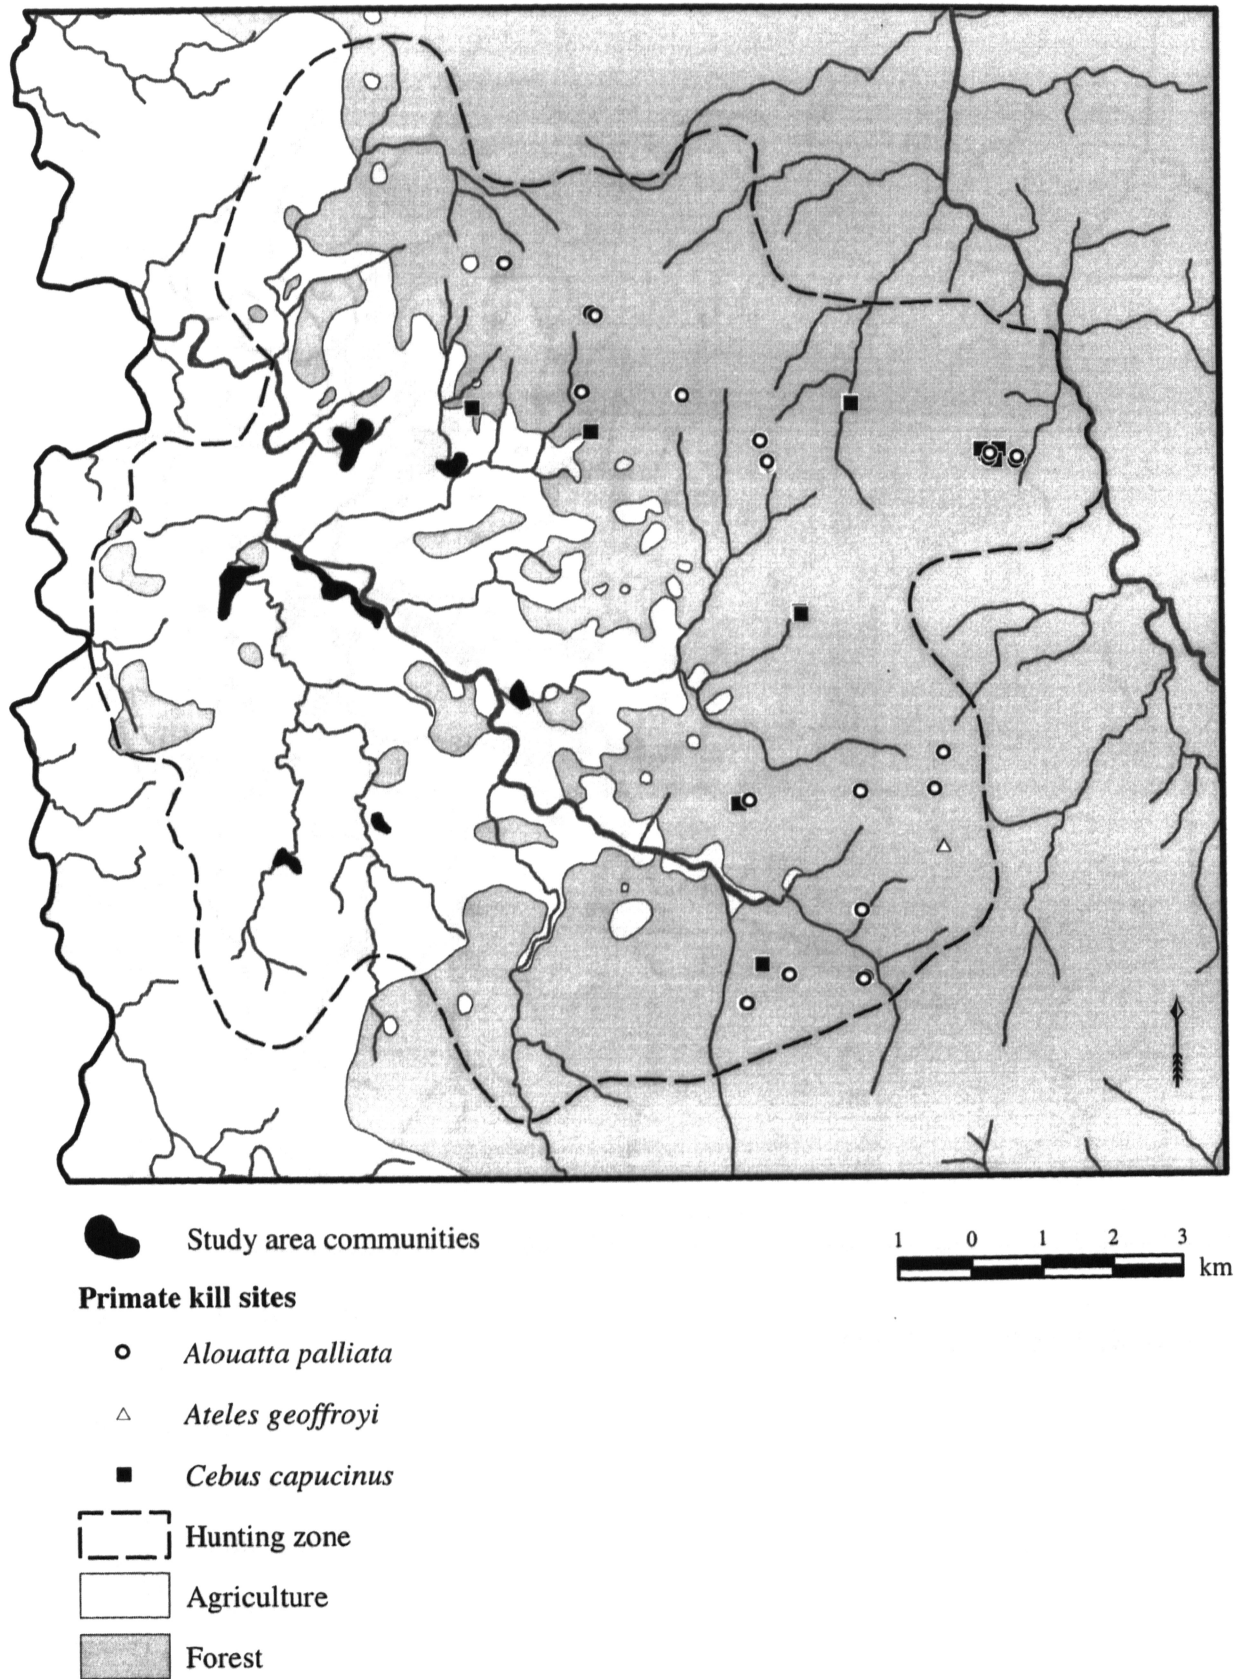 Study area communities
1 0 1 2 3
km
Primate kill sites
Alouatta palliata
Ateles geoffroyi
Cebus capucinus
Hunting zone
Agriculture
Forest